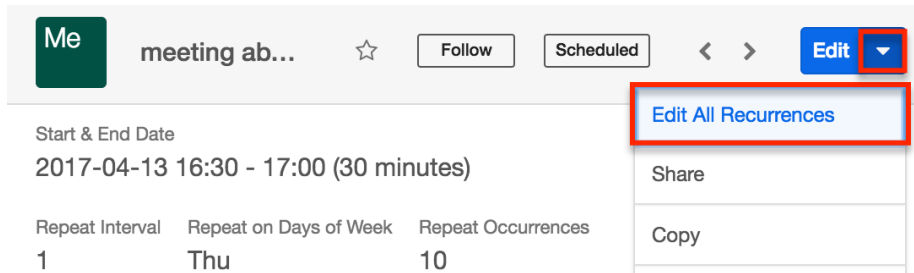 Me
meeting ab...
Follow
Scheduled
Edit
Edit All Recurrences
Start & End Date
2017-04-13 16:30 - 17:00 (30 minutes)
Share
Repeat Interval Repeat on Days of Week Repeat Occurrences
1 Thu 10
Copy